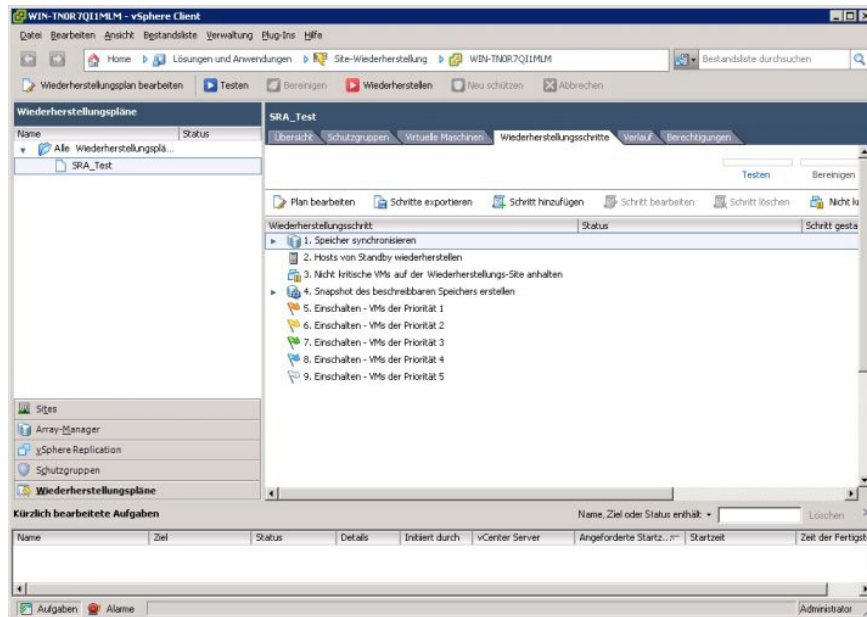 WIN-TN0R7QI1MLM - vSphere Client
Datei Bearbeiten Ansicht Bestandsliste Verwaltung Plug-Ins Hilfe
Home Lösungen und Anwendungen Site-Wiederherstellung WIN-TN0R7QI1MLM Bestandsliste durchsuchen
Wiederherstellungsplan bearbeiten Testen Bereinigen Wiederherstellen Neu schützen Abbrechen
Wiederherstellungspläne
Name Status
Alle Wiederherstellungsplä...
SRA_Test
Sites
Array-Manager
vSphere Replication
Schutzgruppen
Wiederherstellungspläne
SRA_Test
Übersicht Schutzgruppen Virtuelle Maschinen Wiederherstellungsschritte Verlauf Berechtigungen
Testen Bereinigen
Plan bearbeiten Schritte exportieren Schritt hinzufügen Schritt bearbeiten Schritt löschen Nicht k
Wiederherstellungsschritt Status Schritt gesta
1. Speicher synchronisieren
2. Hosts von Standby wiederherstellen
3. Nicht kritische VMs auf der Wiederherstellungs-Site anhalten
4. Snapshot des beschreibbaren Speichers erstellen
5. Einschalten - VMs der Priorität 1
6. Einschalten - VMs der Priorität 2
7. Einschalten - VMs der Priorität 3
8. Einschalten - VMs der Priorität 4
9. Einschalten - VMs der Priorität 5
Kürzlich bearbeitete Aufgaben Name, Ziel oder Status enthält: Löschen
Name Ziel Status Details Initiiert durch vCenter Server Angeforderte Startz... Startzeit Zeit der Fertigst
Aufgaben Alarme Administrator